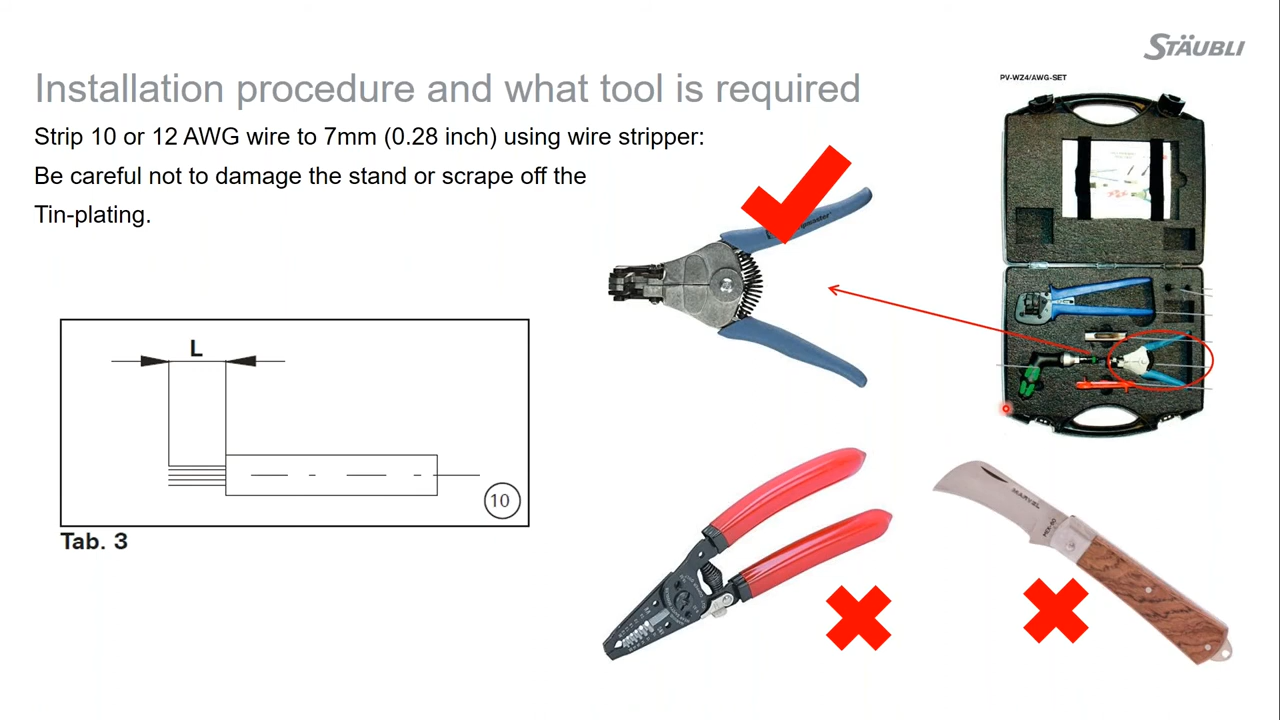 STÄUBLI
PV-WZ4/AWG-SET
Installation procedure and what tool is required
Strip 10 or 12 AWG wire to 7mm (0.28 inch) using wire stripper:
Be careful not to damage the stand or scrape off the
Tin-plating.
L
10
Tab. 3
MARVEL